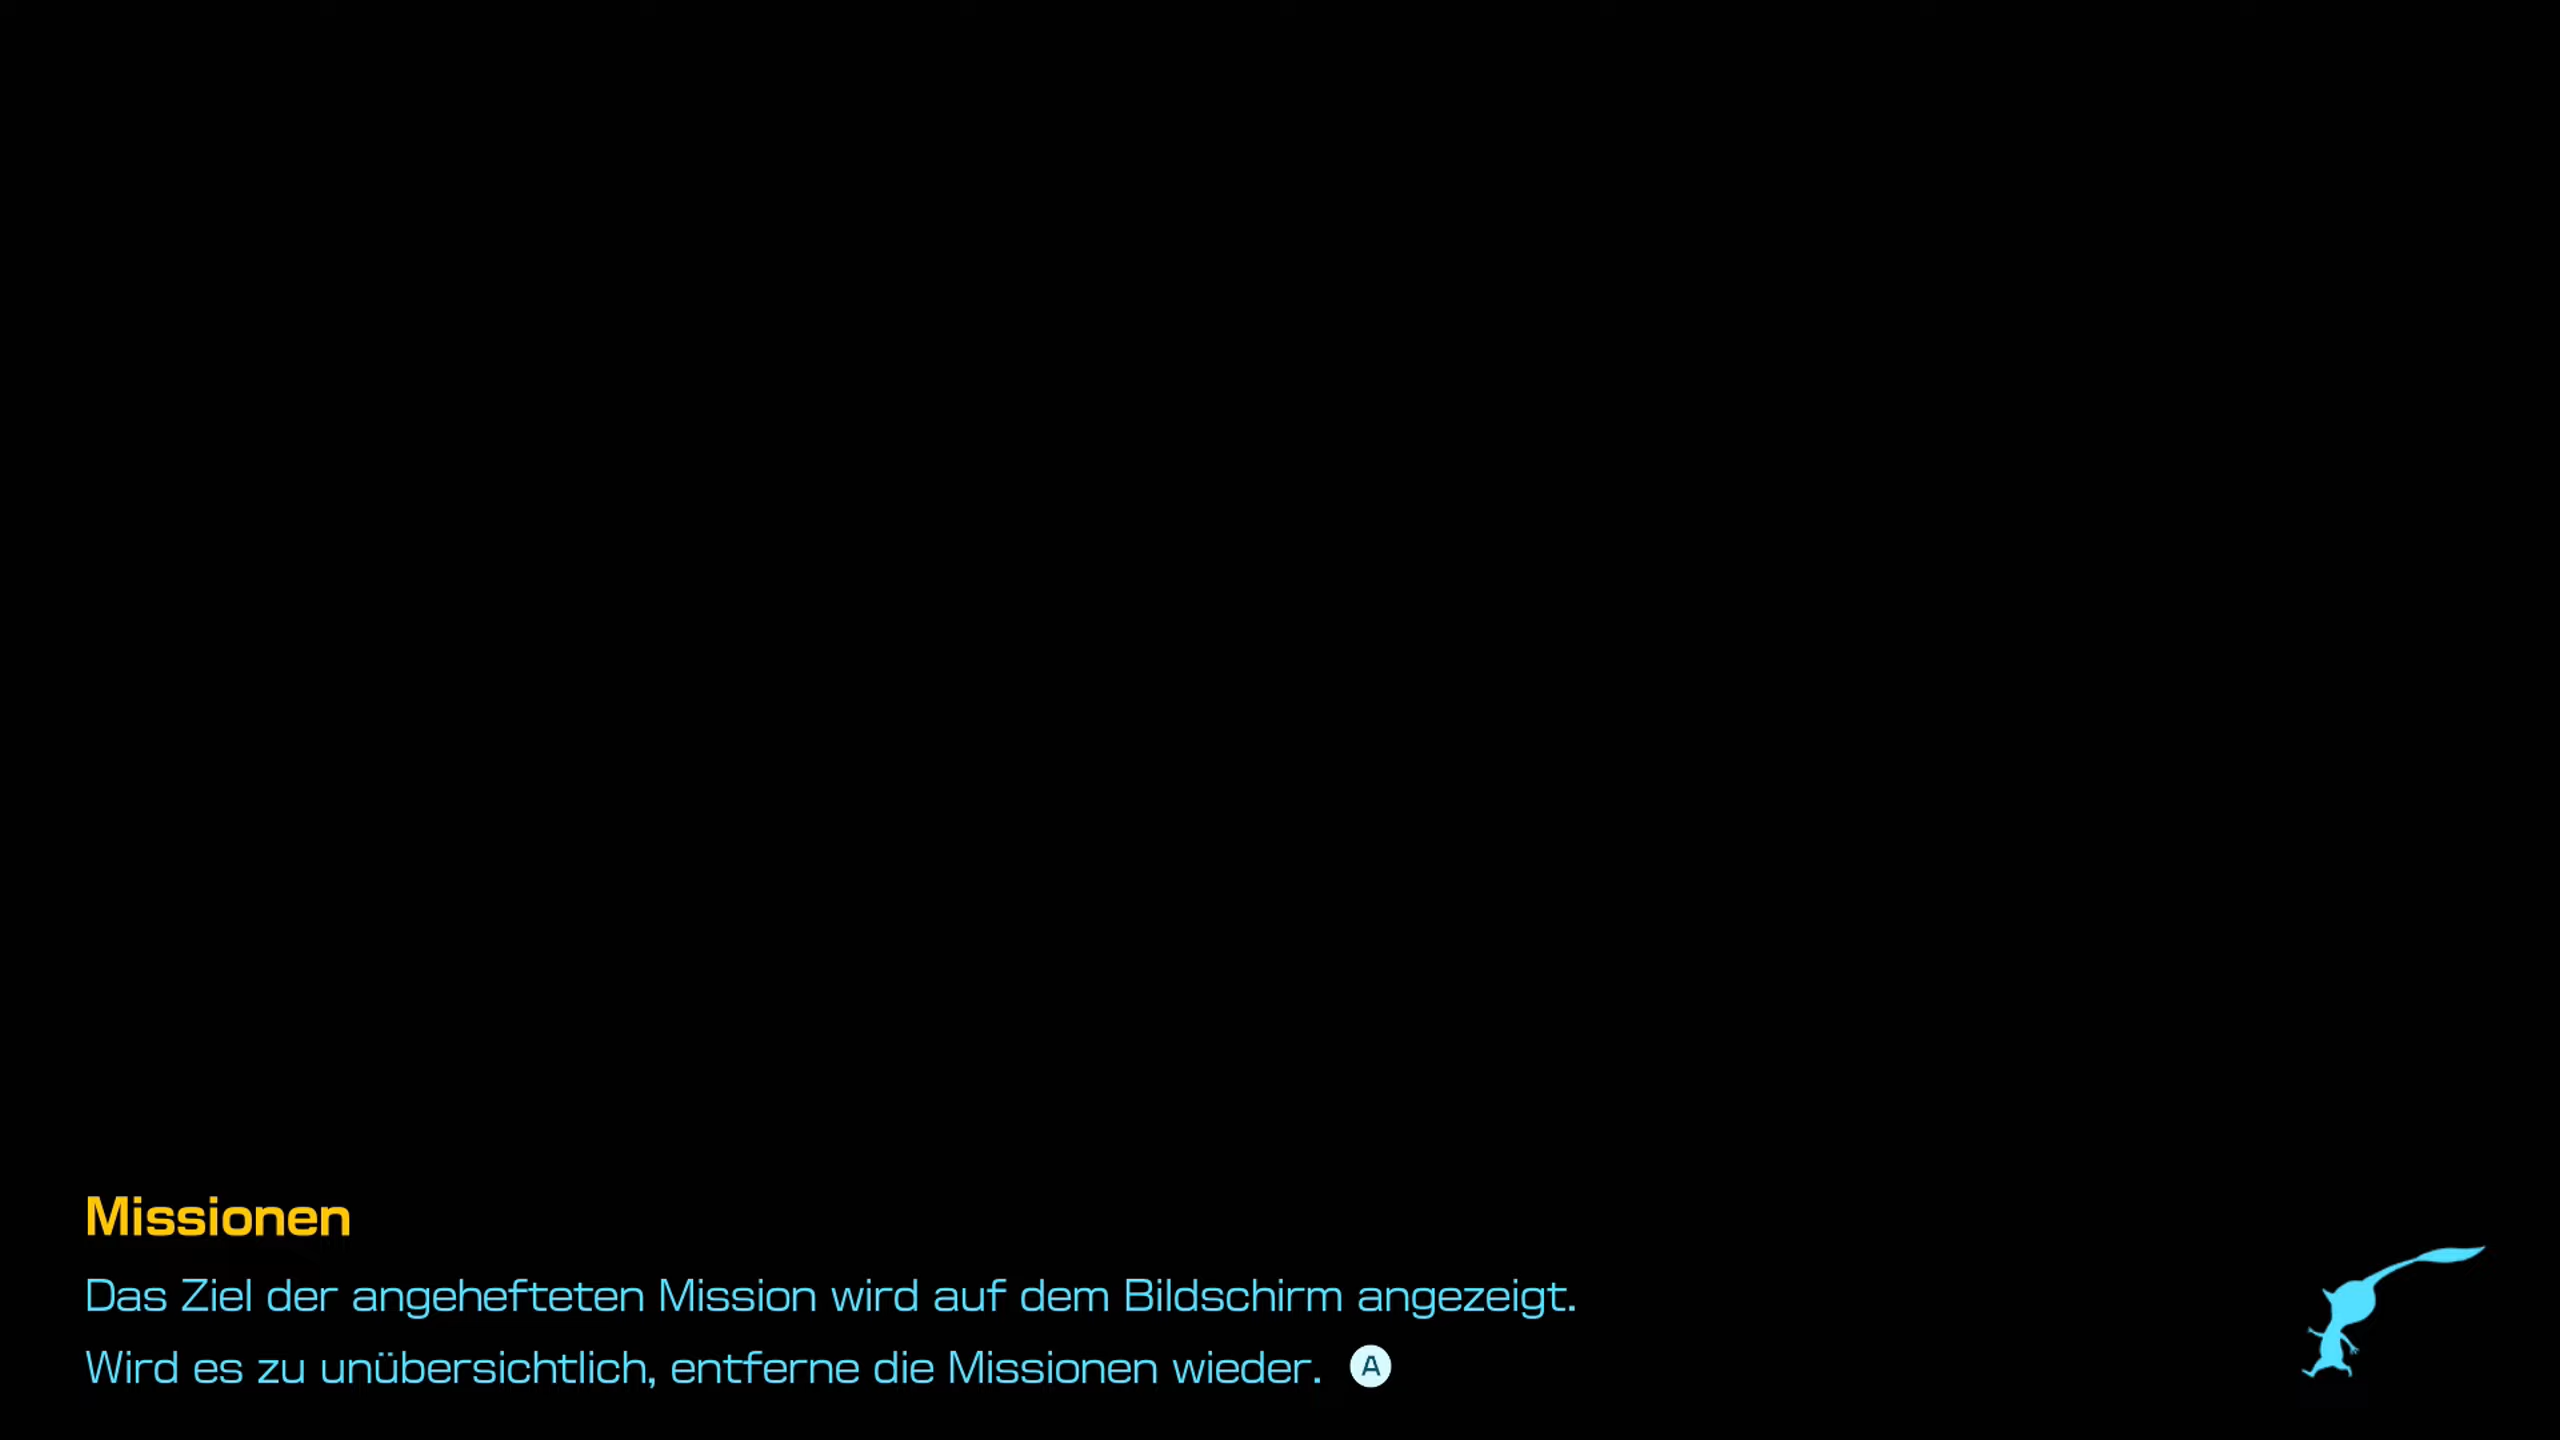 Missionen
Das Ziel der angehefteten Mission wird auf dem Bildschirm angezeigt.
Wird es zu unübersichtlich, entferne die Missionen wieder. A